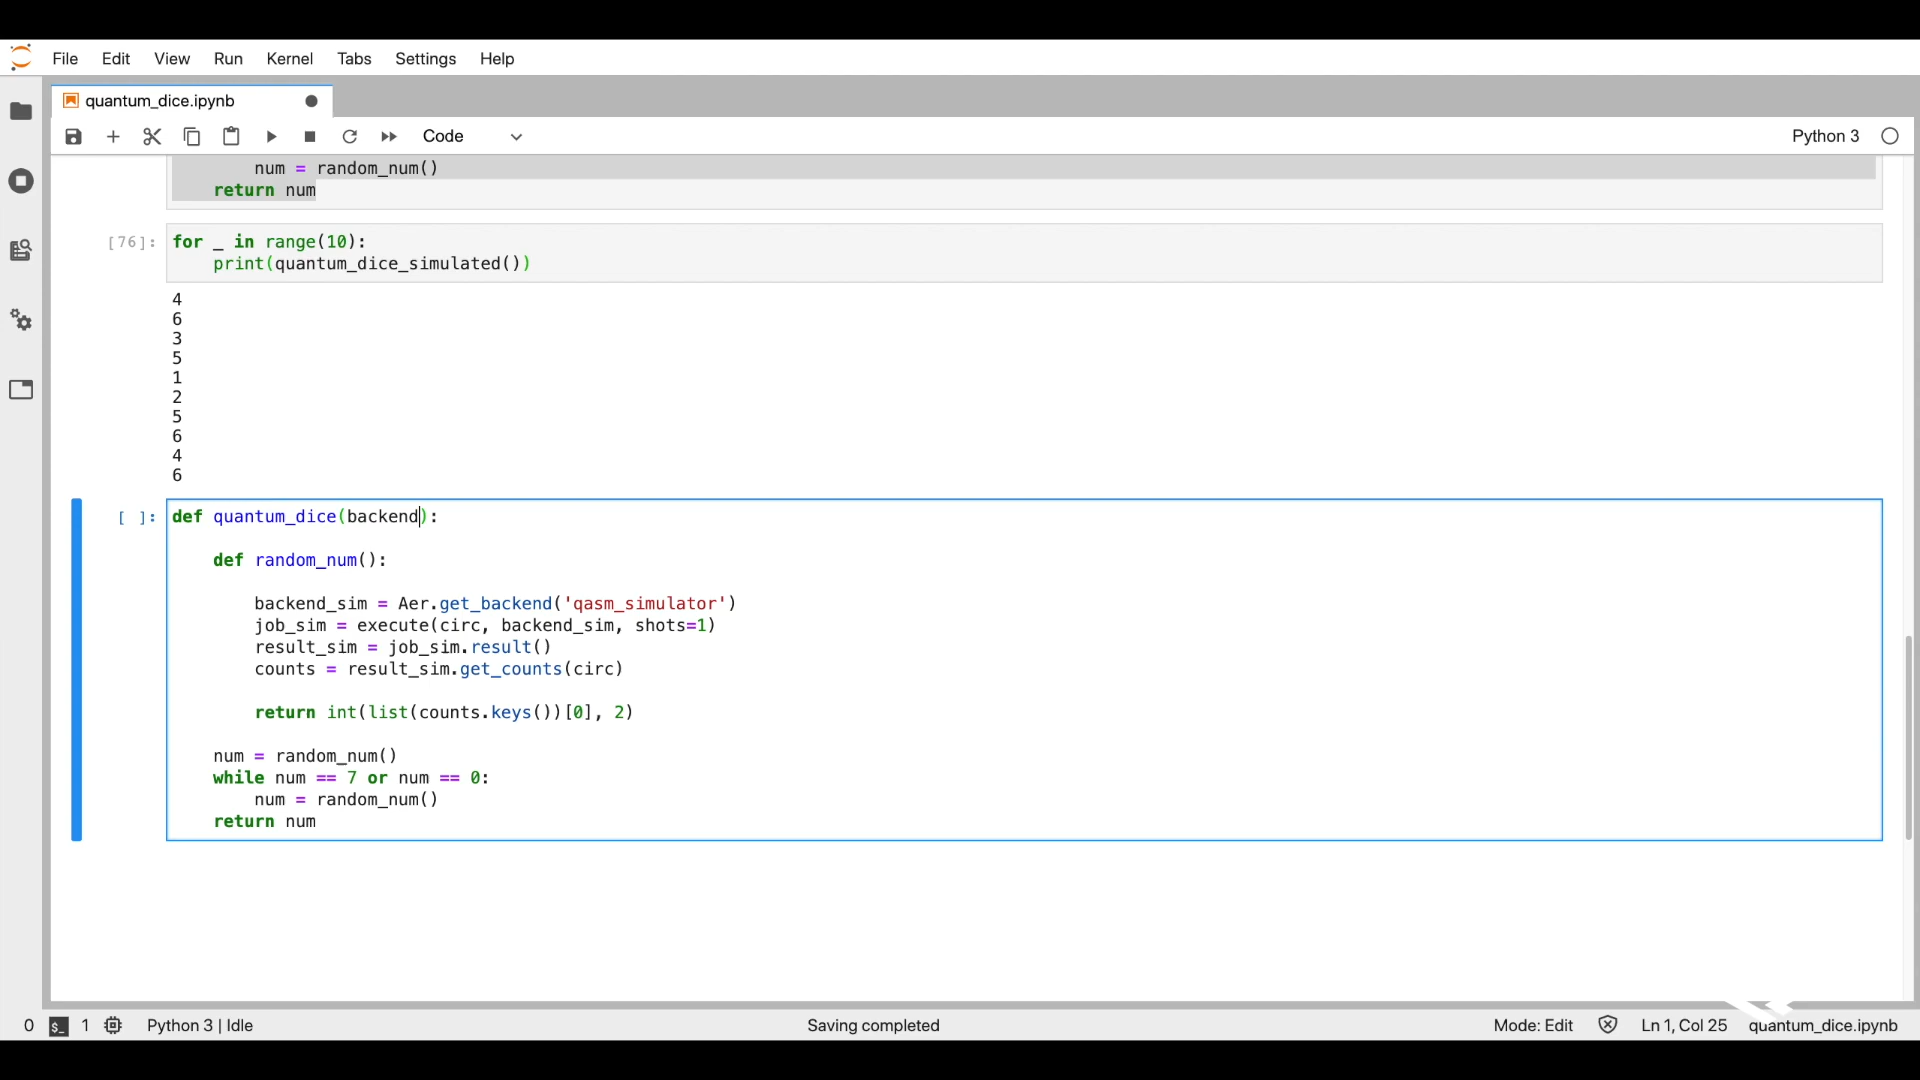 File Edit View Run Kernel Tabs Settings Help
quantum_dice.ipynb
Code
Python 3
        num = random_num()
    return num
[76]:
for _ in range(10):
    print(quantum_dice_simulated())
4
6
3
5
1
2
5
6
4
6
[ ]:
def quantum_dice(backend):
    def random_num():
        backend_sim = Aer.get_backend('qasm_simulator')
        job_sim = execute(circ, backend_sim, shots=1)
        result_sim = job_sim.result()
        counts = result_sim.get_counts(circ)
        return int(list(counts.keys())[0], 2)
    num = random_num()
    while num == 7 or num == 0:
        num = random_num()
    return num
0 $_ 1 Python 3 | Idle Saving completed Mode: Edit Ln 1, Col 25 quantum_dice.ipynb